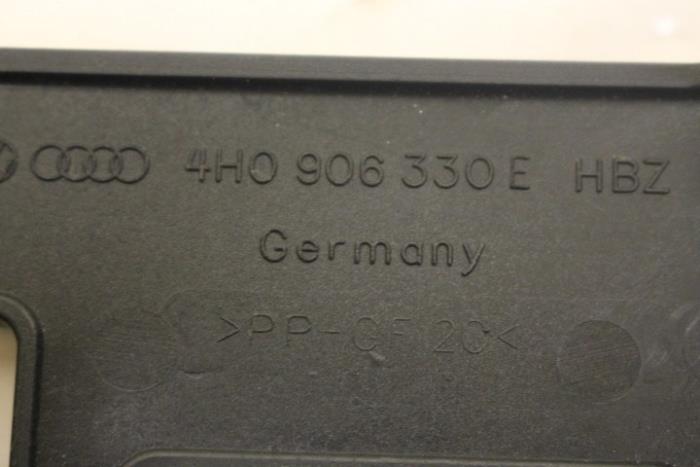 4H0 906 330 E HBZ
Germany
>PP-GF 20<